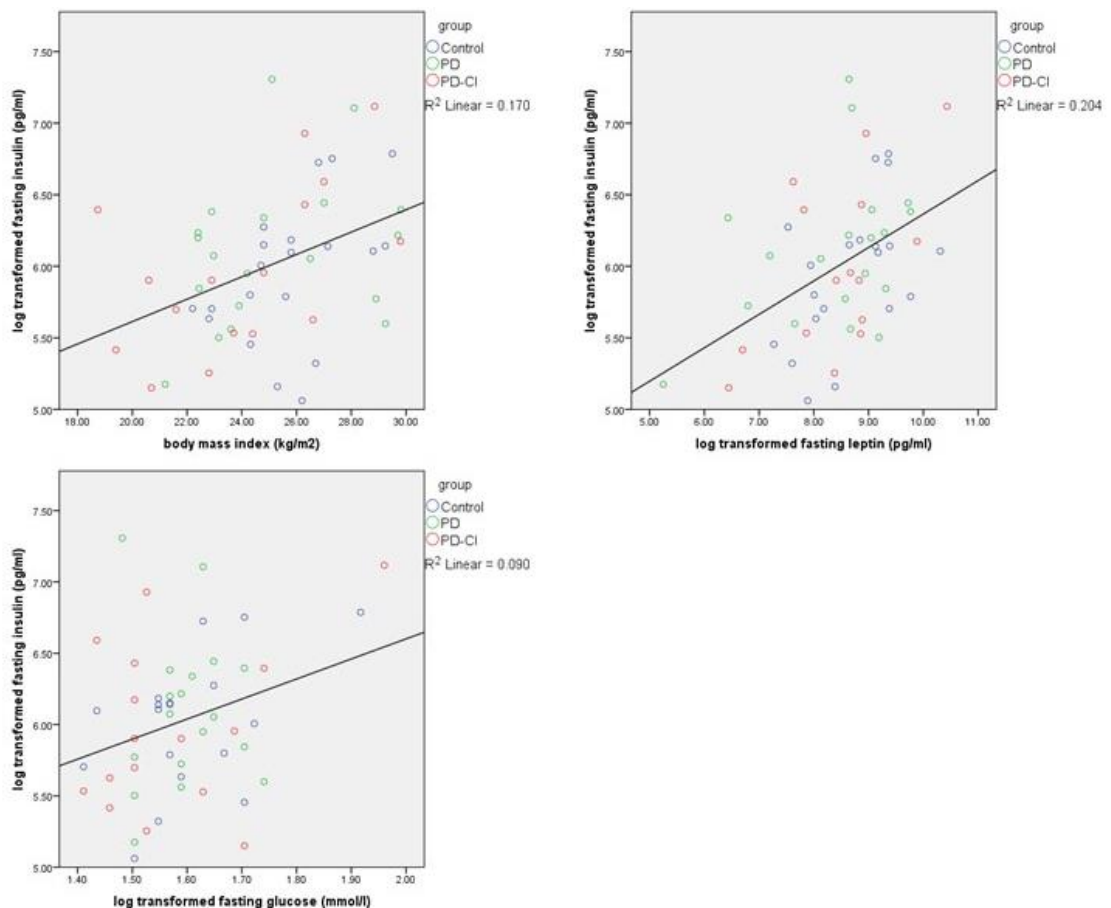 group
Control
PD
PD-CI
R² Linear = 0.170
log transformed fasting insulin (pg/ml)
7.50
7.00
6.50
6.00
5.50
5.00
18.00 20.00 22.00 24.00 26.00 28.00 30.00
body mass index (kg/m2)
group
Control
PD
PD-CI
R² Linear = 0.204
log transformed fasting insulin (pg/ml)
7.50
7.00
6.50
6.00
5.50
5.00
5.00 6.00 7.00 8.00 9.00 10.00 11.00
log transformed fasting leptin (pg/ml)
group
Control
PD
PD-CI
R² Linear = 0.090
log transformed fasting insulin (pg/ml)
7.50
7.00
6.50
6.00
5.50
5.00
1.40 1.50 1.60 1.70 1.80 1.90 2.00
log transformed fasting glucose (mmol/l)